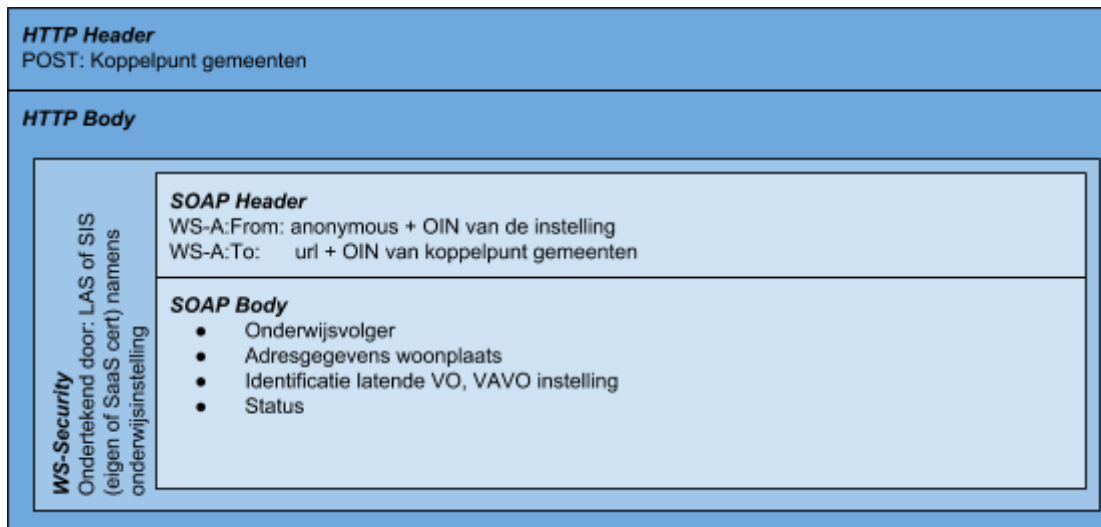 HTTP Header
POST: Koppelpunt gemeenten
HTTP Body
WS-Security
Ondertekend door: LAS of SIS
(eigen of SaaS cert) namens
onderwijsinstelling
SOAP Header
WS-A:From: anonymous + OIN van de instelling
WS-A:To: url + OIN van koppelpunt gemeenten
SOAP Body
● Onderwijsvolger
● Adresgegevens woonplaats
● Identificatie latende VO, VAVO instelling
● Status